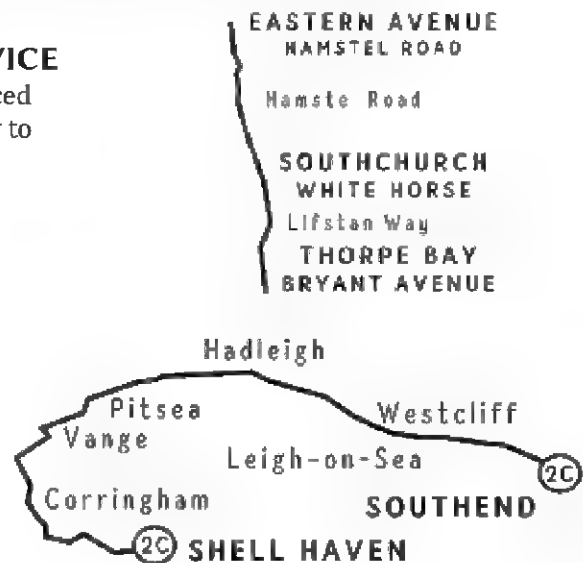 EASTERN AVENUE
HAMSTEL ROAD
VICE
ced
to
Hamste Road
SOUTHCHURCH
WHITE HORSE
Lifstan Way
THORPE BAY
BRYANT AVENUE
Hadleigh
Pitsea
Westcliff
Vange
Leigh-on-Sea
2C
Corringham
SOUTHEND
2C SHELL HAVEN